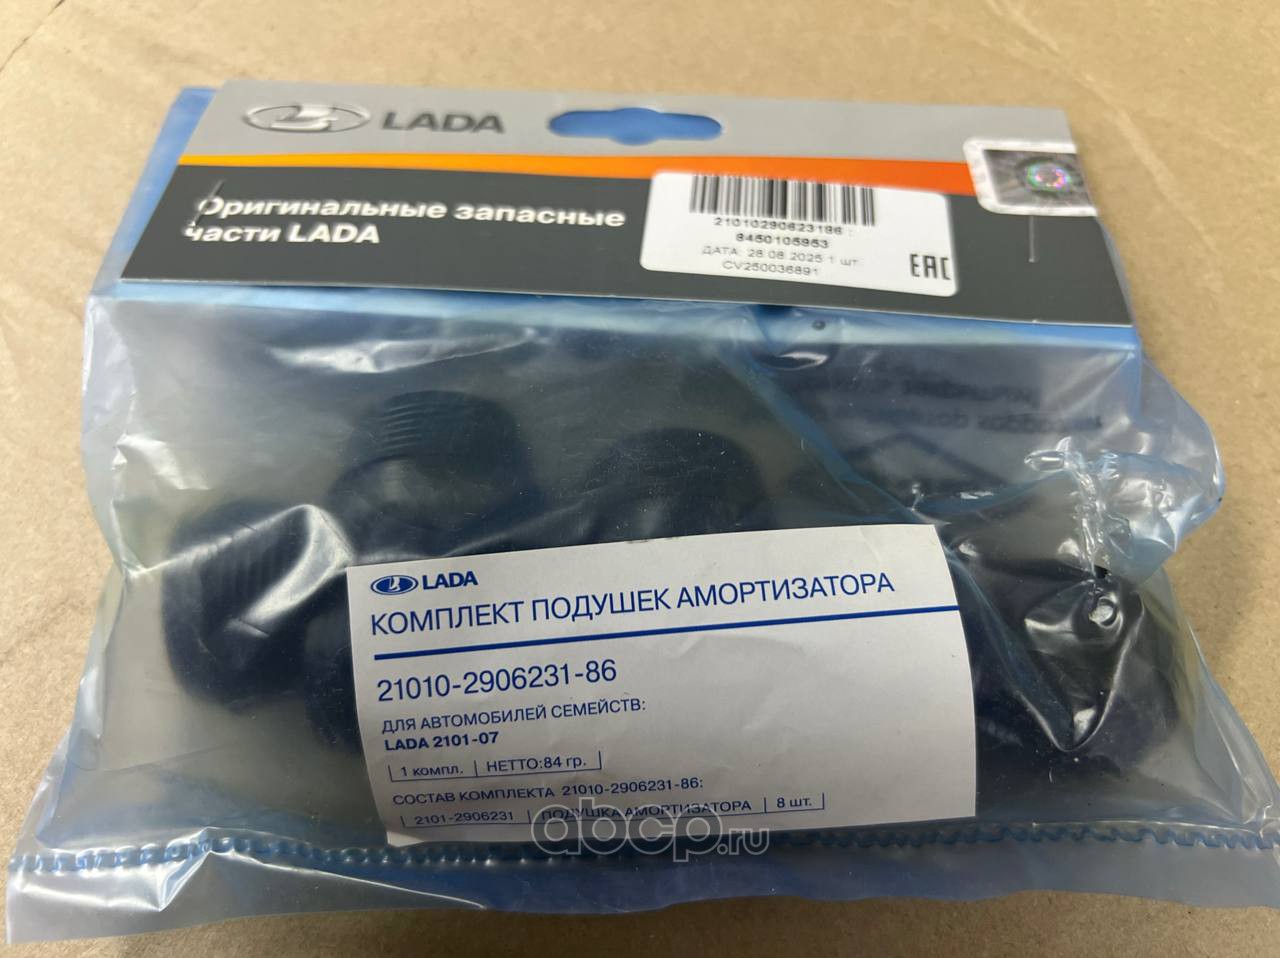 LADA
Оригинальные запасные
части LADA
21010290623186 :
8450105953
ДАТА: 28.08.2025 1 шт.
CV250036891
ЕАС
LADA
КОМПЛЕКТ ПОДУШЕК АМОРТИЗАТОРА
21010-2906231-86
ДЛЯ АВТОМОБИЛЕЙ СЕМЕЙСТВ:
LADA 2101-07
1 компл. НЕТТО:84 гр.
СОСТАВ КОМПЛЕКТА 21010-2906231-86:
2101-2906231 ПОДУШКА АМОРТИЗАТОРА 8 шт.
abcp.ru